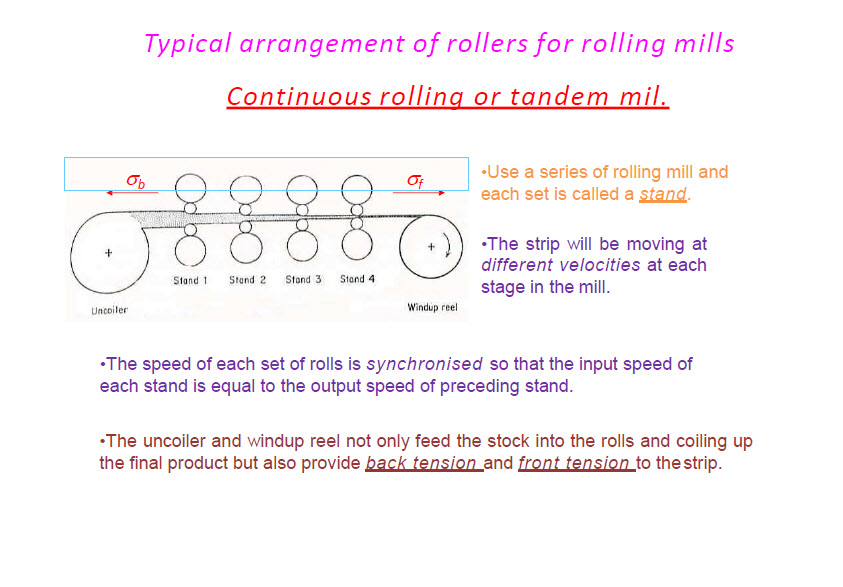 Typical arrangement of rollers for rolling mills
Continuous rolling or tandem mil.
σb
σf
•Use a series of rolling mill and
each set is called a stand.
•The strip will be moving at
different velocities at each
stage in the mill.
+
+
Stand 1 Stand 2 Stand 3 Stand 4
Uncoiler
Windup reel
•The speed of each set of rolls is synchronised so that the input speed of
each stand is equal to the output speed of preceding stand.
•The uncoiler and windup reel not only feed the stock into the rolls and coiling up
the final product but also provide back tension and front tension to the strip.